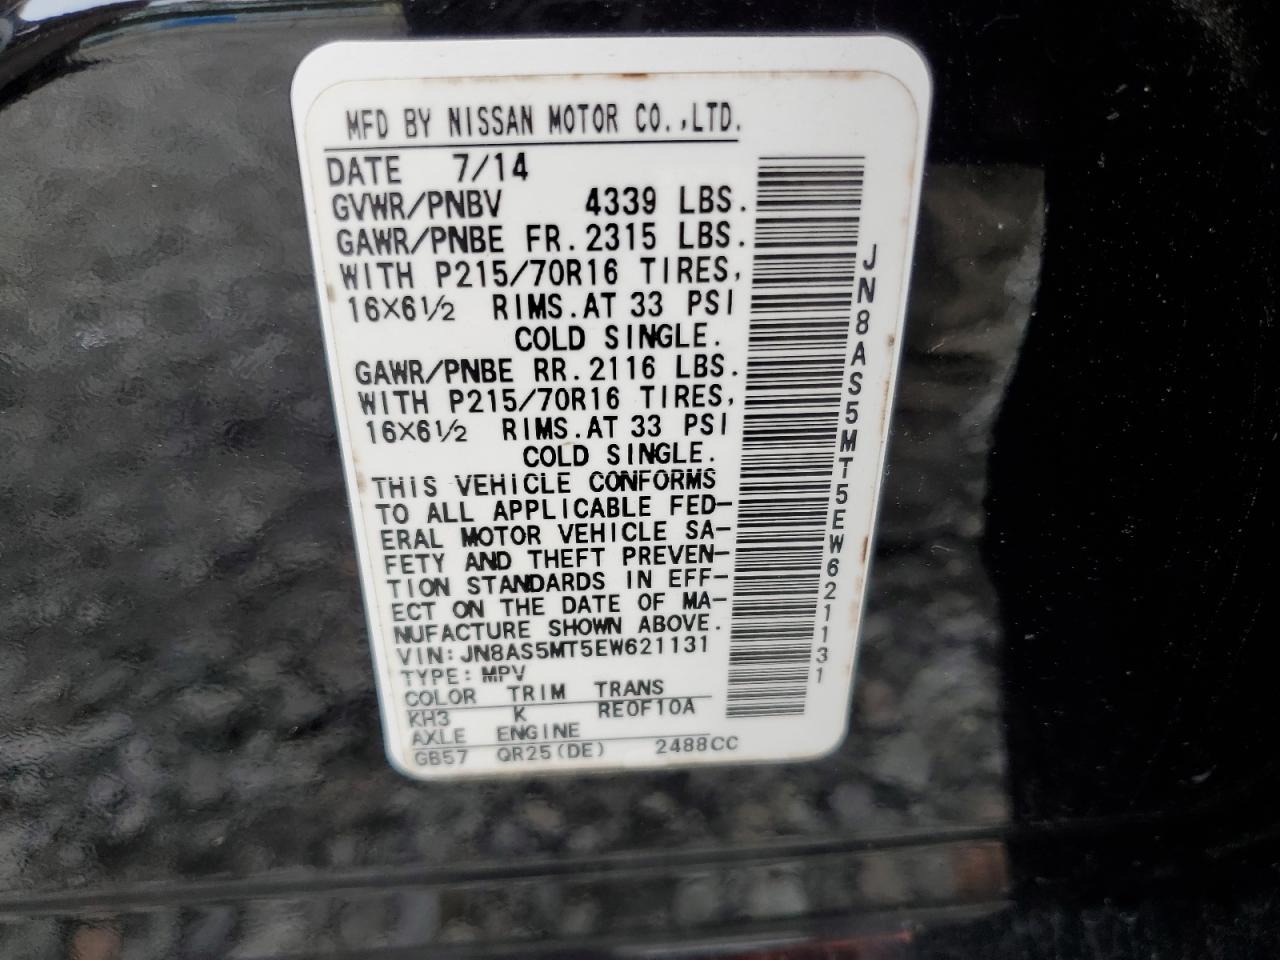 MFD BY NISSAN MOTOR CO.,LTD.
DATE 7/14
GVWR/PNBV 4339 LBS.
GAWR/PNBE FR. 2315 LBS.
WITH P215/70R16 TIRES,
16X6½ RIMS. AT 33 PSI
COLD SINGLE.
GAWR/PNBE RR. 2116 LBS.
WITH P215/70R16 TIRES,
16X6½ RIMS. AT 33 PSI
COLD SINGLE.
THIS VEHICLE CONFORMS
TO ALL APPLICABLE FED-
ERAL MOTOR VEHICLE SA-
FETY AND THEFT PREVEN-
TION STANDARDS IN EFF-
ECT ON THE DATE OF MA-
NUFACTURE SHOWN ABOVE.
VIN:JN8AS5MT5EW621131
TYPE: MPV
COLOR TRIM TRANS
KH3 K RE0F10A
AXLE ENGINE
GB57 QR25(DE) 2488CC
JN8AS5MT5EW621131